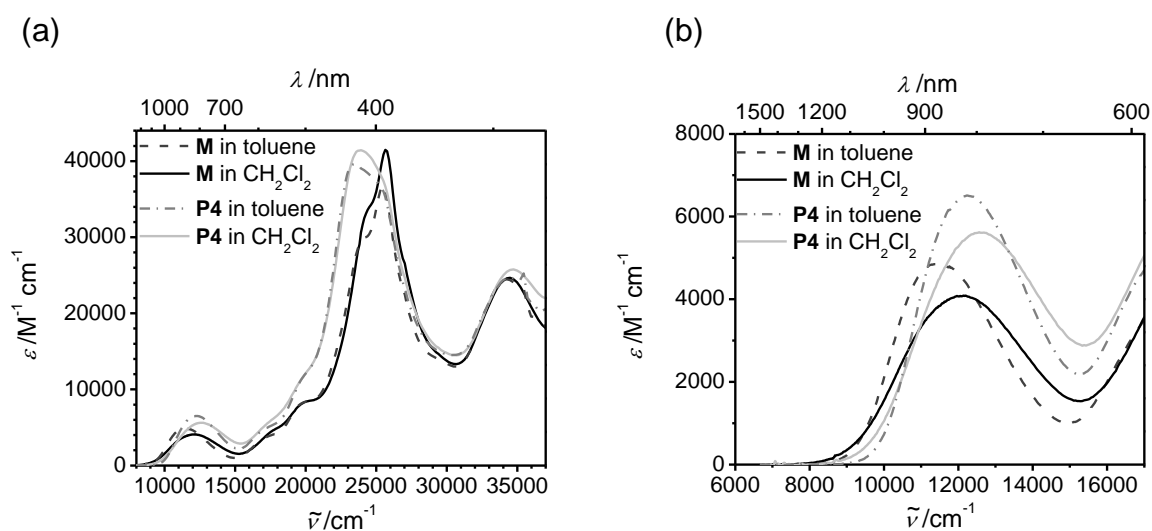 (a)
λ /nm
1000 700 400
M in toluene
M in CH₂Cl₂
P4 in toluene
P4 in CH₂Cl₂
40000
30000
20000
10000
0
ε /M⁻¹ cm⁻¹
10000 15000 20000 25000 30000 35000
ν̃ /cm⁻¹
(b)
λ /nm
1500 1200 900 600
M in toluene
M in CH₂Cl₂
P4 in toluene
P4 in CH₂Cl₂
8000
6000
4000
2000
0
ε /M⁻¹ cm⁻¹
6000 8000 10000 12000 14000 16000
ν̃ /cm⁻¹